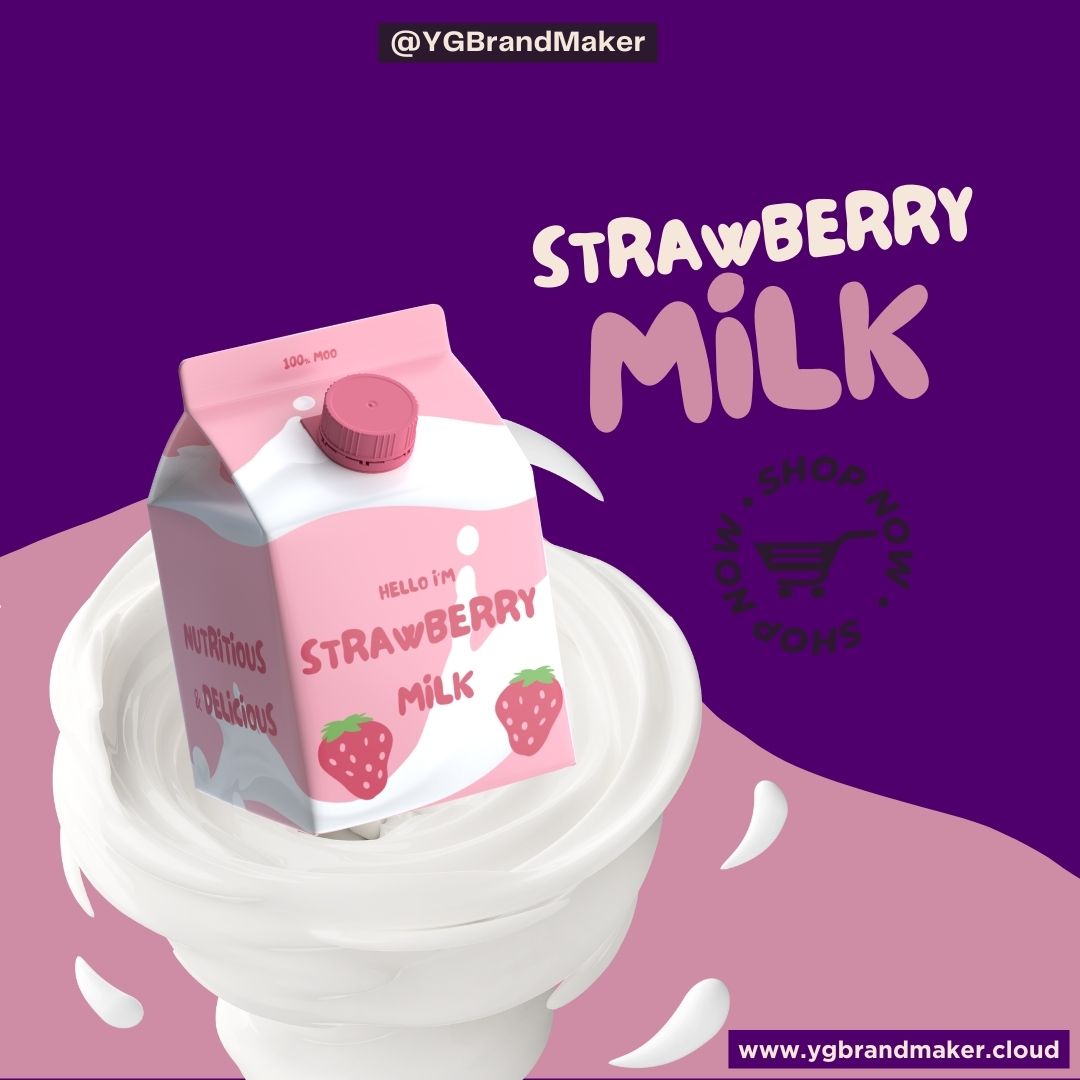 @YGBrandMaker
STRAWBERRY
MiLK
SHOP NOW • SHOP NOW •
100% MOO
HELLO i'M
STRAWBERRY
MiLK
NUTRiTiOUS
& DELiCiOUS
www.ygbrandmaker.cloud